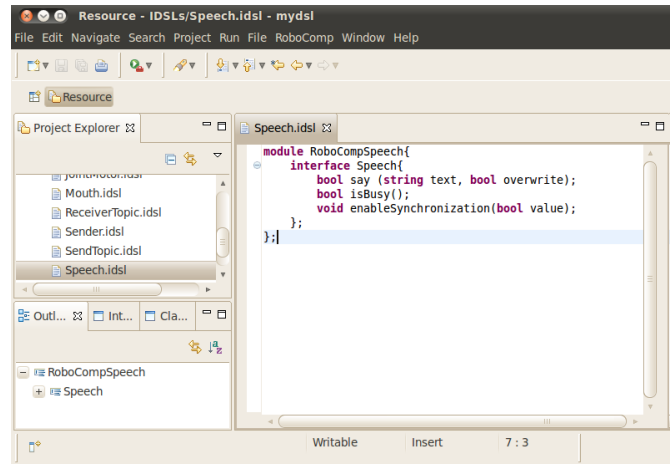 Resource - IDSLs/Speech.idsl - mydsl
File Edit Navigate Search Project Run File RoboComp Window Help
Resource
Project Explorer
JointMotor.idsl
Mouth.idsl
ReceiverTopic.idsl
Sender.idsl
SendTopic.idsl
Speech.idsl
Outl...
Int...
Cla...
RoboCompSpeech
Speech
Speech.idsl
module RoboCompSpeech{
interface Speech{
bool say (string text, bool overwrite);
bool isBusy();
void enableSynchronization(bool value);
};
};
Writable Insert 7 : 3